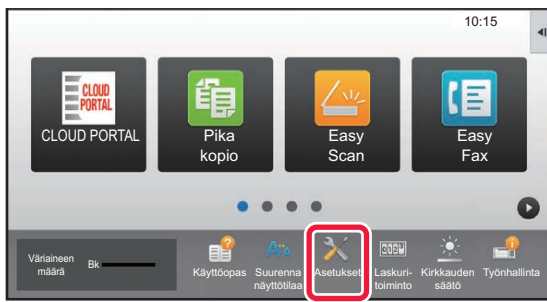 10:15
CLOUD
PORTAL
CLOUD PORTAL
Pika
kopio
Easy
Scan
Easy
Fax
Väriaineen
määrä
Bk
Käyttöopas
Suurenna
näyttötilaa
Asetukset
Laskuri-
toiminto
Kirkkauden
säätö
Työnhallinta